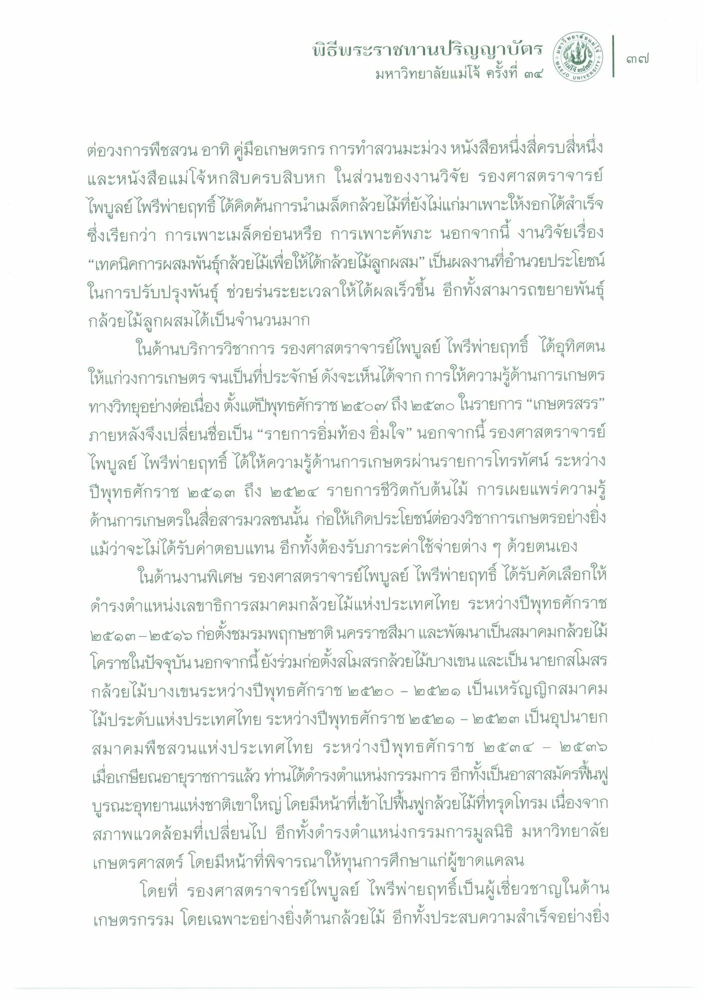 พิธีพระราชทานปริญญาบัตร
มหาวิทยาลัยแม่โจ้ ครั้งที่ ๓๔
มหาวิทยาลัยแม่โจ้
แม่โจ้ ๒๔๗๗
MAEJO UNIVERSITY
๓๗
ต่อวงการพืชสวน อาทิ คู่มือเกษตรกร การทำสวนมะม่วง หนังสือหนึ่งสี่ครบสี่หนึ่ง
และหนังสือแม่โจ้หกสิบครบสิบหก ในส่วนของงานวิจัย รองศาสตราจารย์
ไพบูลย์ ไพรีพ่ายฤทธิ์ ได้คิดค้นการนำเมล็ดกล้วยไม้ที่ยังไม่แก่มาเพาะให้งอกได้สำเร็จ
ซึ่งเรียกว่า การเพาะเมล็ดอ่อนหรือ การเพาะคัพภะ นอกจากนี้ งานวิจัยเรื่อง
“เทคนิคการผสมพันธุ์กล้วยไม้เพื่อให้ได้กล้วยไม้ลูกผสม” เป็นผลงานที่อำนวยประโยชน์
ในการปรับปรุงพันธุ์ ช่วยร่นระยะเวลาให้ได้ผลเร็วขึ้น อีกทั้งสามารถขยายพันธุ์
กล้วยไม้ลูกผสมได้เป็นจำนวนมาก
ในด้านบริการวิชาการ รองศาสตราจารย์ไพบูลย์ ไพรีพ่ายฤทธิ์ ได้อุทิศตน
ให้แก่วงการเกษตร จนเป็นที่ประจักษ์ ดังจะเห็นได้จาก การให้ความรู้ด้านการเกษตร
ทางวิทยุอย่างต่อเนื่อง ตั้งแต่ปีพุทธศักราช ๒๕๐๗ ถึง ๒๕๓๐ ในรายการ “เกษตรสรร”
ภายหลังจึงเปลี่ยนชื่อเป็น “รายการอิ่มท้อง อิ่มใจ” นอกจากนี้ รองศาสตราจารย์
ไพบูลย์ ไพรีพ่ายฤทธิ์ ได้ให้ความรู้ด้านการเกษตรผ่านรายการโทรทัศน์ ระหว่าง
ปีพุทธศักราช ๒๕๑๓ ถึง ๒๕๒๔ รายการชีวิตกับต้นไม้ การเผยแพร่ความรู้
ด้านการเกษตรในสื่อสารมวลชนนั้น ก่อให้เกิดประโยชน์ต่อวงวิชาการเกษตรอย่างยิ่ง
แม้ว่าจะไม่ได้รับค่าตอบแทน อีกทั้งต้องรับภาระค่าใช้จ่ายต่าง ๆ ด้วยตนเอง
ในด้านงานพิเศษ รองศาสตราจารย์ไพบูลย์ ไพรีพ่ายฤทธิ์ ได้รับคัดเลือกให้
ดำรงตำแหน่งเลขาธิการสมาคมกล้วยไม้แห่งประเทศไทย ระหว่างปีพุทธศักราช
๒๕๑๓ – ๒๕๑๖ ก่อตั้งชมรมพฤกษชาติ นครราชสีมา และพัฒนาเป็นสมาคมกล้วยไม้
โคราชในปัจจุบัน นอกจากนี้ ยังร่วมก่อตั้งสโมสรกล้วยไม้บางเขน และเป็น นายกสโมสร
กล้วยไม้บางเขนระหว่างปีพุทธศักราช ๒๕๒๐ – ๒๕๒๑ เป็นเหรัญญิกสมาคม
ไม้ประดับแห่งประเทศไทย ระหว่างปีพุทธศักราช ๒๕๒๑ – ๒๕๒๓ เป็นอุปนายก
สมาคมพืชสวนแห่งประเทศไทย ระหว่างปีพุทธศักราช ๒๕๓๔ – ๒๕๓๖
เมื่อเกษียณอายุราชการแล้ว ท่านได้ดำรงตำแหน่งกรรมการ อีกทั้งเป็นอาสาสมัครฟื้นฟู
บูรณะอุทยานแห่งชาติเขาใหญ่ โดยมีหน้าที่เข้าไปฟื้นฟูกล้วยไม้ที่ทรุดโทรม เนื่องจาก
สภาพแวดล้อมที่เปลี่ยนไป อีกทั้งดำรงตำแหน่งกรรมการมูลนิธิ มหาวิทยาลัย
เกษตรศาสตร์ โดยมีหน้าที่พิจารณาให้ทุนการศึกษาแก่ผู้ขาดแคลน
โดยที่ รองศาสตราจารย์ไพบูลย์ ไพรีพ่ายฤทธิ์เป็นผู้เชี่ยวชาญในด้าน
เกษตรกรรม โดยเฉพาะอย่างยิ่งด้านกล้วยไม้ อีกทั้งประสบความสำเร็จอย่างยิ่ง